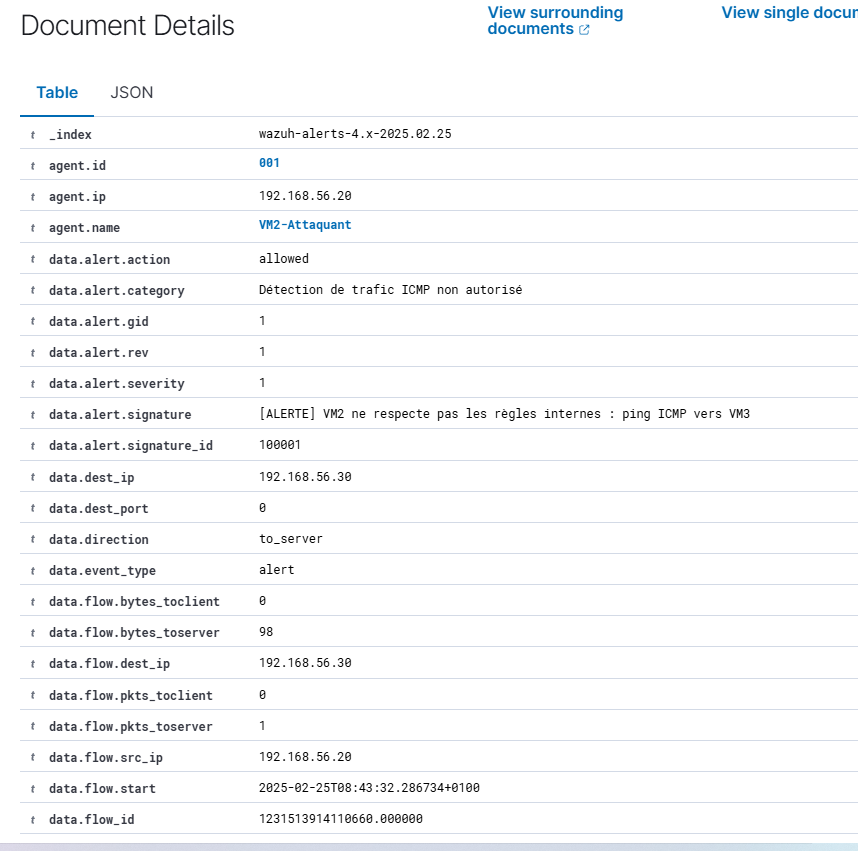 Document Details
View surrounding
documents
View single docum
Table JSON
t _index wazuh-alerts-4.x-2025.02.25
t agent.id 001
t agent.ip 192.168.56.20
t agent.name VM2-Attaquant
t data.alert.action allowed
t data.alert.category Détection de trafic ICMP non autorisé
t data.alert.gid 1
t data.alert.rev 1
t data.alert.severity 1
t data.alert.signature [ALERTE] VM2 ne respecte pas les règles internes : ping ICMP vers VM3
t data.alert.signature_id 100001
t data.dest_ip 192.168.56.30
t data.dest_port 0
t data.direction to_server
t data.event_type alert
t data.flow.bytes_toclient 0
t data.flow.bytes_toserver 98
t data.flow.dest_ip 192.168.56.30
t data.flow.pkts_toclient 0
t data.flow.pkts_toserver 1
t data.flow.src_ip 192.168.56.20
t data.flow.start 2025-02-25T08:43:32.286734+0100
t data.flow_id 1231513914110660.000000